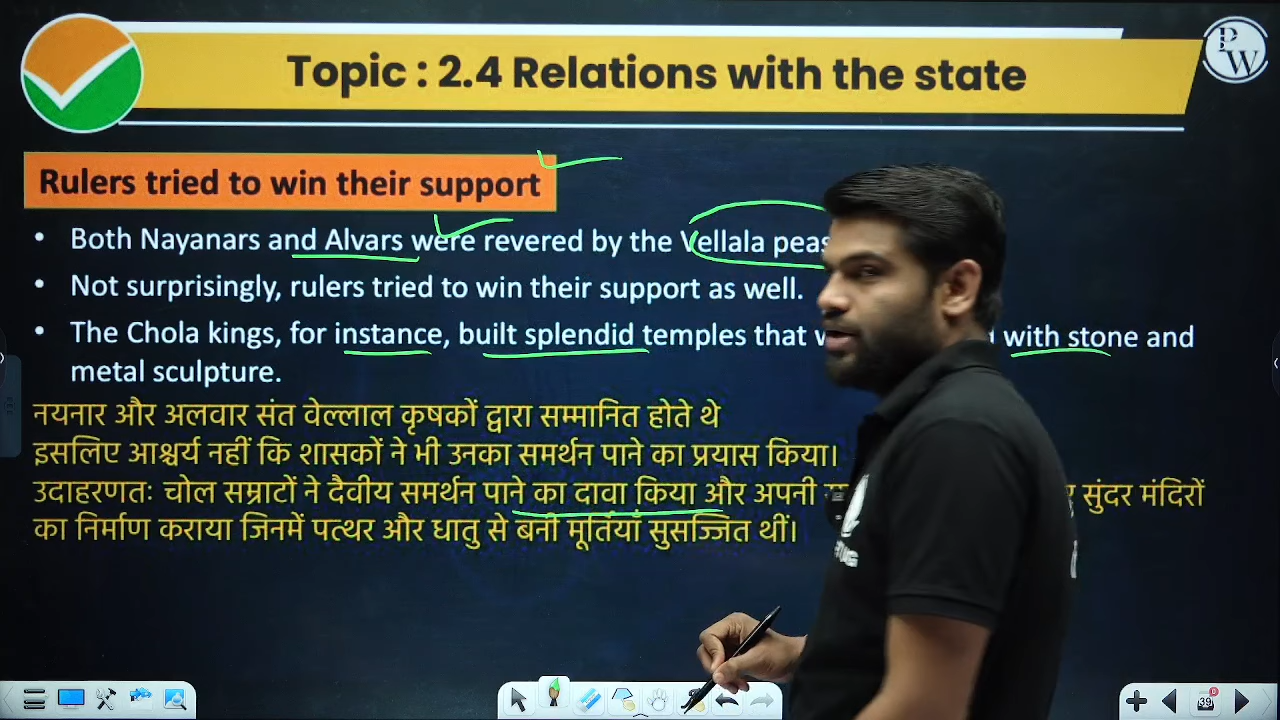 Topic : 2.4 Relations with the state
P
W
Rulers tried to win their support
• Both Nayanars and Alvars were revered by the Vellala
• Not surprisingly, rulers tried to win their support as well.
• The Chola kings, for instance, built splendid temples that with stone and
metal sculpture.
नयनार और अलवार संत वेल्लाल कृषकों द्वारा सम्मानित होते थे
इसलिए आश्चर्य नहीं कि शासकों ने भी उनका समर्थन पाने का प्रयास किया।
उदाहरणतः चोल सम्राटों ने दैवीय समर्थन पाने का दावा किया और अपनी सुंदर मंदिरों
का निर्माण कराया जिनमें पत्थर और धातु से बनी मूर्तियां सुसज्जित थीं।
39